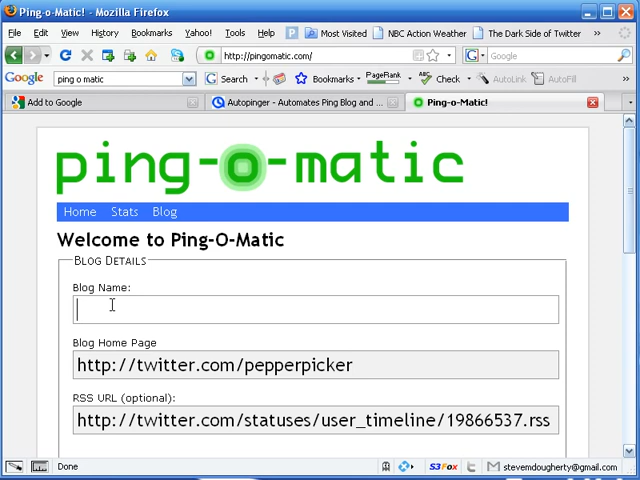 Ping-o-Matic! - Mozilla Firefox
File Edit View History Bookmarks Yahoo! Tools P Most Visited NBC Action Weather The Dark Side of Twitter »
http://pingomatic.com/ G Google
Google ping o matic G Search Bookmarks PageRank Check AutoLink AutoFill
Add to Google Autopinger - Automates Ping Blog and ... Ping-o-Matic!
ping-o-matic
Home Stats Blog
Welcome to Ping-O-Matic
Blog Details
Blog Name:
Blog Home Page
http://twitter.com/pepperpicker
RSS URL (optional):
http://twitter.com/statuses/user_timeline/19866537.rss
Done S3Fox stevemdougherty@gmail.com